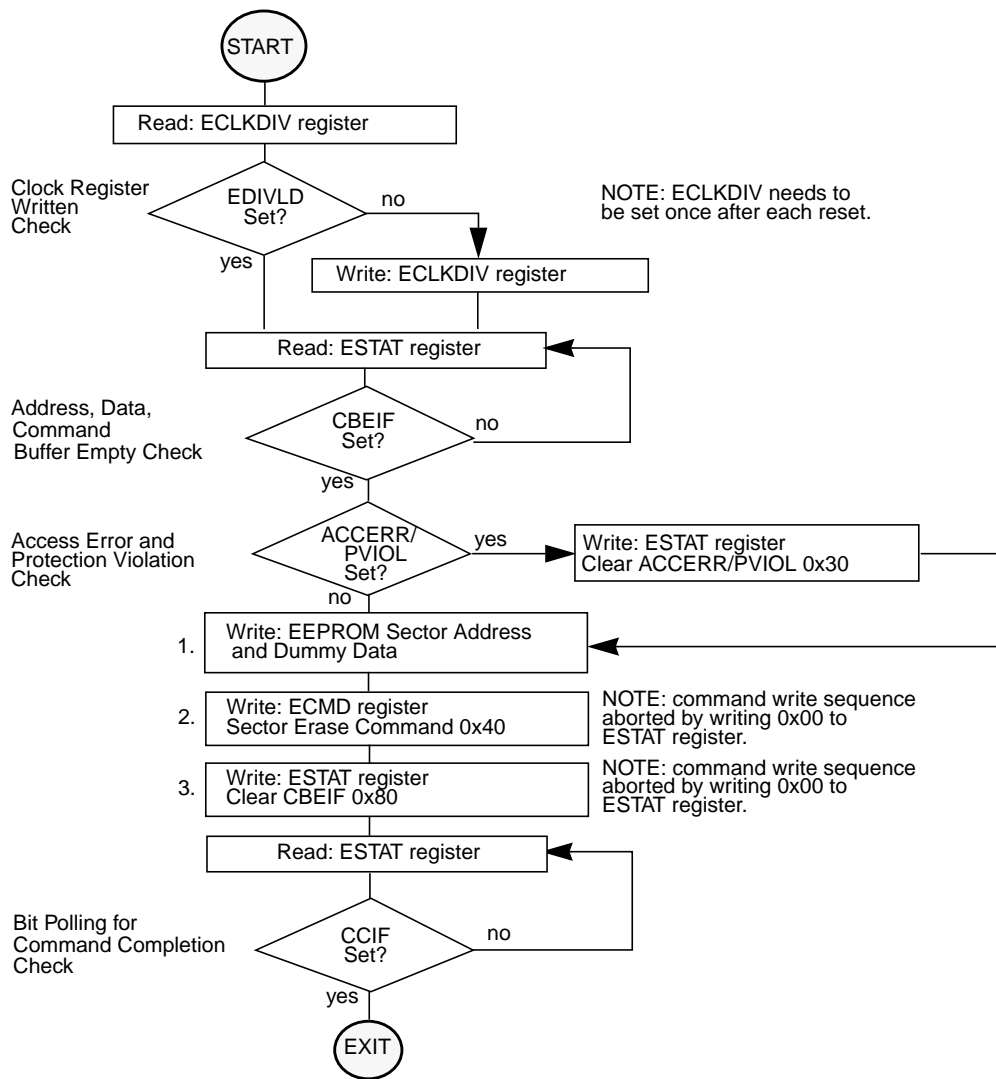 START
Read: ECLKDIV register
Clock Register
Written
Check
EDIVLD
Set?
no
yes
NOTE: ECLKDIV needs to
be set once after each reset.
Write: ECLKDIV register
Read: ESTAT register
Address, Data,
Command
Buffer Empty Check
CBEIF
Set?
no
yes
Access Error and
Protection Violation
Check
ACCERR/
PVIOL
Set?
yes
no
Write: ESTAT register
Clear ACCERR/PVIOL 0x30
1.
Write: EEPROM Sector Address
and Dummy Data
2.
Write: ECMD register
Sector Erase Command 0x40
NOTE: command write sequence
aborted by writing 0x00 to
ESTAT register.
3.
Write: ESTAT register
Clear CBEIF 0x80
NOTE: command write sequence
aborted by writing 0x00 to
ESTAT register.
Read: ESTAT register
Bit Polling for
Command Completion
Check
CCIF
Set?
no
yes
EXIT